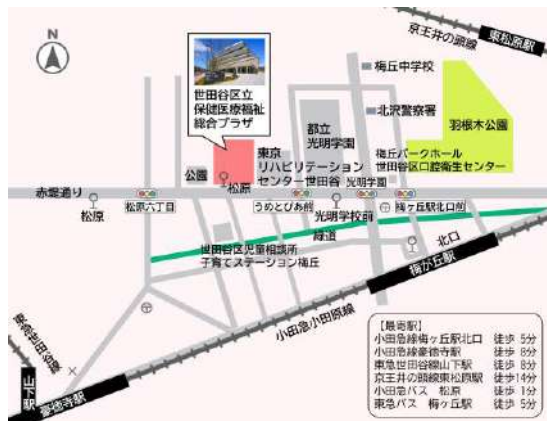 N
京王井の頭線
東松原駅
梅丘中学校
世田谷区立
保健医療福祉
総合プラザ
北沢警察署
羽根木公園
都立
光明学園
梅丘パークホール
世田谷区口腔衛生センター
東京
リハビリテーション
センター世田谷
公園
松原
光明学園
赤堤通り
松原
松原六丁目
うめとぴあ前
光明学校前
梅ヶ丘駅北口前
緑道
北口
世田谷区児童相談所
子育てステーション梅丘
梅が丘駅
小田急小田原線
東急世田谷線
山下駅
豪徳寺駅
【最寄駅】
小田急線梅ヶ丘駅北口 徒歩 5分
小田急線豪徳寺駅 徒歩 8分
東急世田谷線山下駅 徒歩 8分
京王井の頭線東松原駅 徒歩14分
小田急バス 松原 徒歩 1分
東急バス 梅ヶ丘駅 徒歩 5分